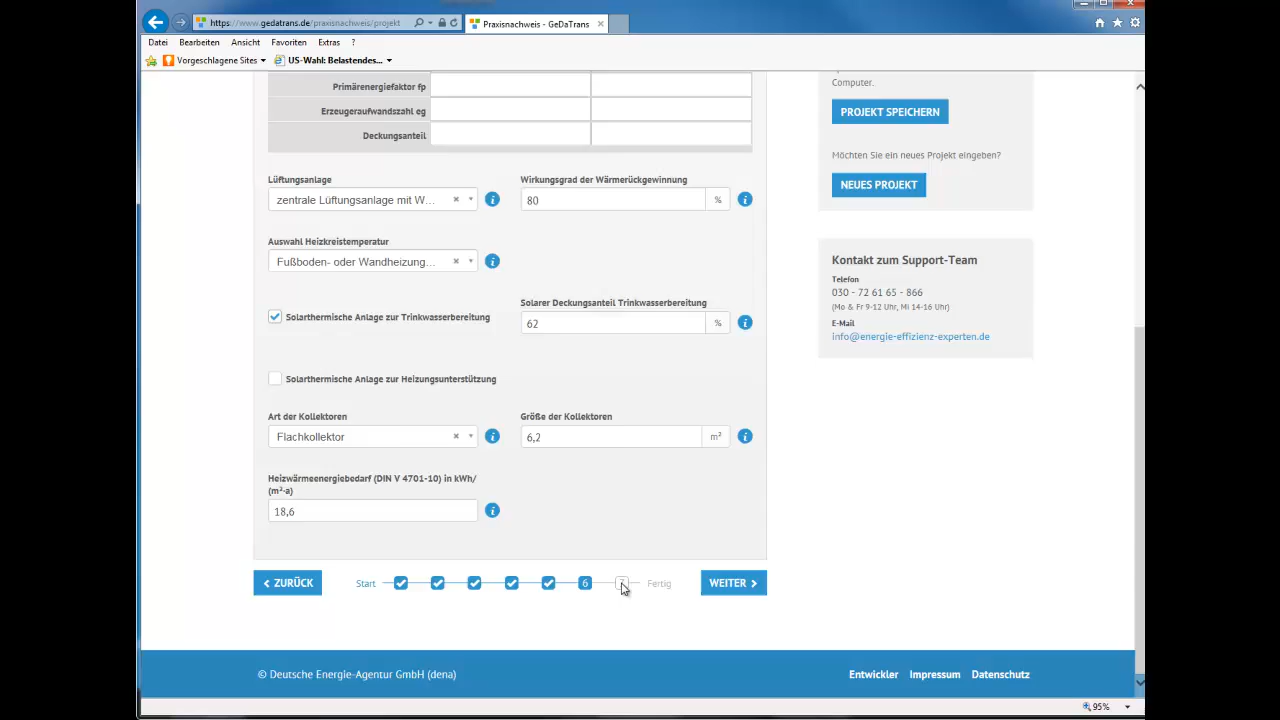 https://www.gedatrans.de/praxisnachweis/projekt
Praxisnachweis - GeDaTrans
Datei Bearbeiten Ansicht Favoriten Extras ?
Vorgeschlagene Sites
US-Wahl: Belastendes...
Primärenergiefaktor fp
Erzeugeraufwandszahl eg
Deckungsanteil
Lüftungsanlage
zentrale Lüftungsanlage mit W...
Wirkungsgrad der Wärmerückgewinnung
80 %
Auswahl Heizkreistemperatur
Fußboden- oder Wandheizung...
Solarthermische Anlage zur Trinkwasserbereitung
Solarer Deckungsanteil Trinkwasserbereitung
62 %
Solarthermische Anlage zur Heizungsunterstützung
Art der Kollektoren
Flachkollektor
Größe der Kollektoren
6,2 m²
Heizwärmeenergiebedarf (DIN V 4701-10) in kWh/
(m²·a)
18,6
ZURÜCK
Start
6
Fertig
WEITER
Computer.
PROJEKT SPEICHERN
Möchten Sie ein neues Projekt eingeben?
NEUES PROJEKT
Kontakt zum Support-Team
Telefon
030 - 72 61 65 - 866
(Mo & Fr 9-12 Uhr, Mi 14-16 Uhr)
E-Mail
info@energie-effizienz-experten.de
© Deutsche Energie-Agentur GmbH (dena)
Entwickler Impressum Datenschutz
95%